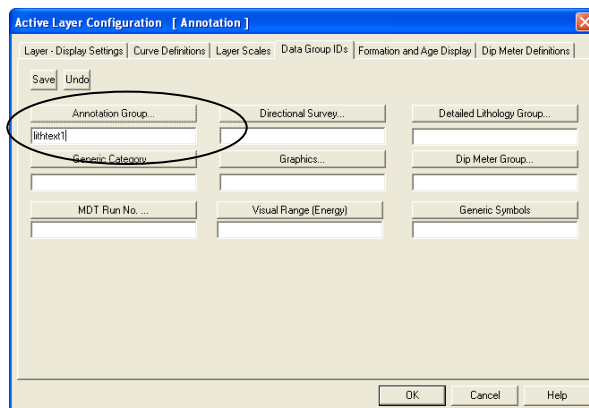 Active Layer Configuration [ Annotation ]
Layer - Display Settings Curve Definitions Layer Scales Data Group IDs Formation and Age Display Dip Meter Definitions
Save Undo
Annotation Group... Directional Survey... Detailed Lithology Group...
lithtext1
Generic Category... Graphics... Dip Meter Group...
MDT Run No. ... Visual Range (Energy) Generic Symbols
OK Cancel Help